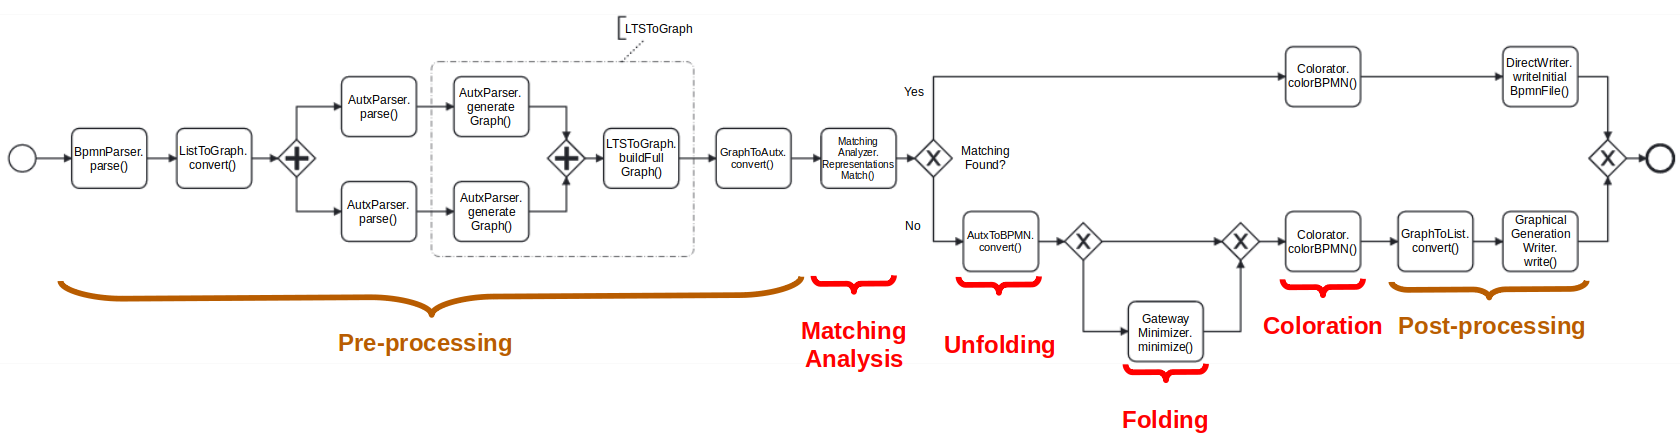 LTSToGraph
BpmnParser.
parse()
ListToGraph.
convert()
AutxParser.
parse()
AutxParser.
generate
Graph()
AutxParser.
parse()
AutxParser.
generate
Graph()
LTSToGraph.
buildFull
Graph()
GraphToAutx.
convert()
Matching
Analyzer.
Representations
Match()
Yes
Matching
Found?
No
Colorator.
colorBPMN()
DirectWriter.
writeInitial
BpmnFile()
AutxToBPMN.
convert()
Gateway
Minimizer.
minimize()
Colorator.
colorBPMN()
GraphToList.
convert()
Graphical
Generation
Writer.
write()
Pre-processing
Matching
Analysis
Unfolding
Folding
Coloration
Post-processing